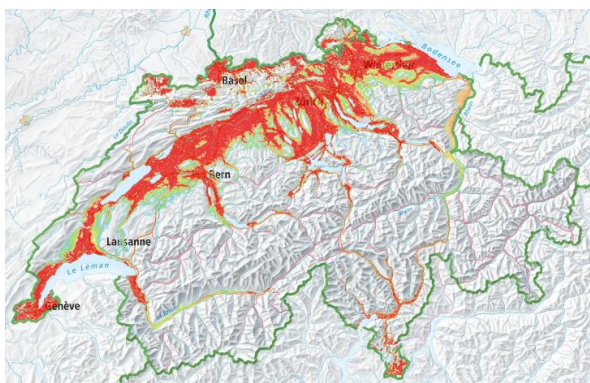 Bodensee
Winterthur
Basel
Zürich
Le Doubs
Bern
Lausanne
Le Léman
Genève